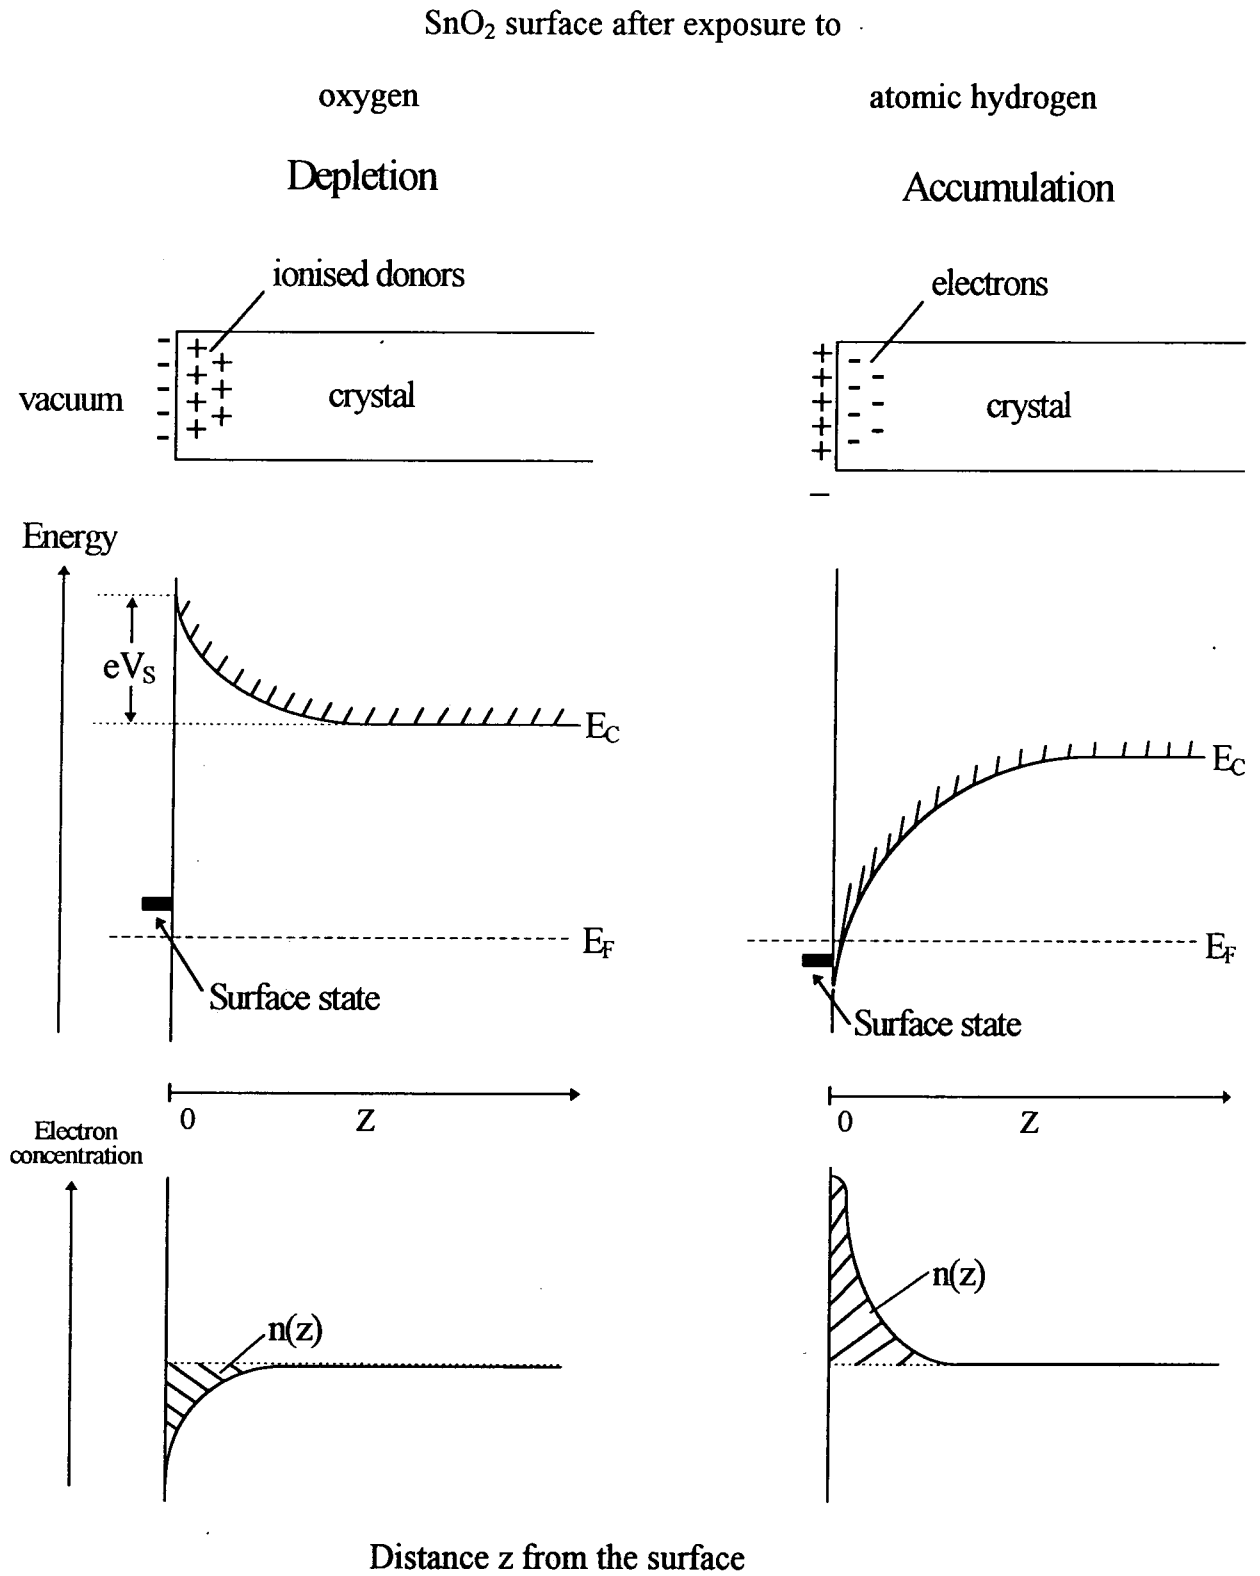 SnO₂ surface after exposure to
oxygen
atomic hydrogen
Depletion
Accumulation
ionised donors
electrons
- + +
- + +
- + +
- +
-
+ - -
+ - -
+ - -
+ -
+
vacuum
crystal
crystal
–
Energy
eVS
EC
EC
EF
EF
Surface state
Surface state
0
Z
0
Z
Electron
concentration
n(z)
n(z)
Distance z from the surface